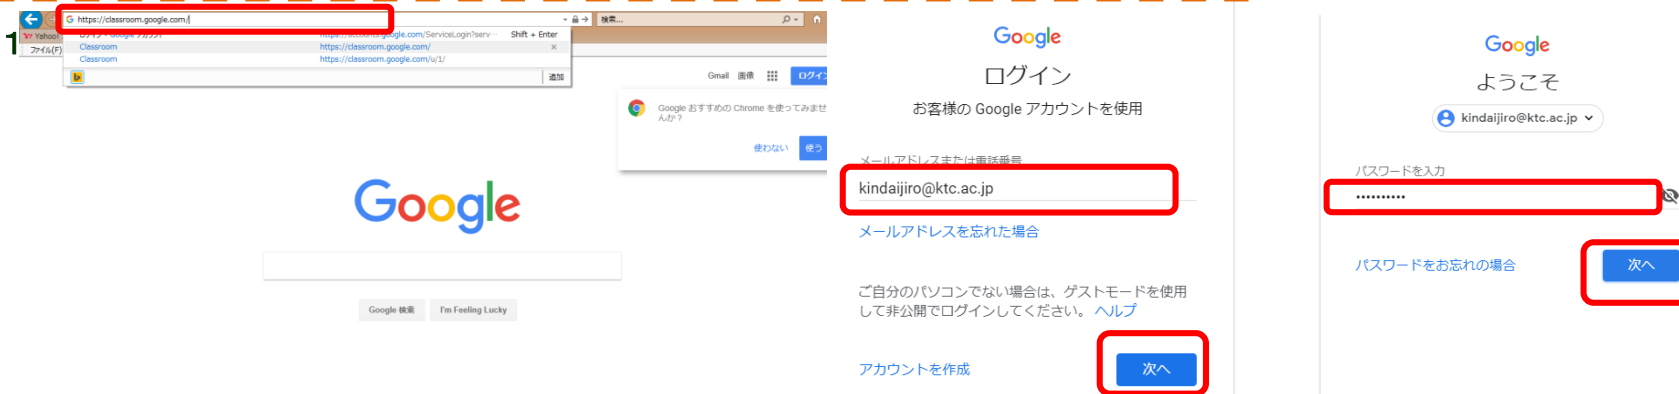 1
https://classroom.google.com/
検索...
Yahoo!
ログイン - Google アカウント
https://accounts.google.com/ServiceLogin?serv...
Shift + Enter
ファイル(F)
Classroom
https://classroom.google.com/
Classroom
https://classroom.google.com/u/1/
追加
Gmail 画像
Google おすすめの Chrome を使ってみませ
んか？
使わない 使う
Google
Google 検索 I'm Feeling Lucky
Google
ログイン
お客様の Google アカウントを使用
メールアドレスまたは電話番号
kindaijiro@ktc.ac.jp
メールアドレスを忘れた場合
ご自分のパソコンでない場合は、ゲストモードを使用
して非公開でログインしてください。 ヘルプ
アカウントを作成 次へ
Google
ようこそ
kindaijiro@ktc.ac.jp
パスワードを入力
••••••••••
パスワードをお忘れの場合 次へ